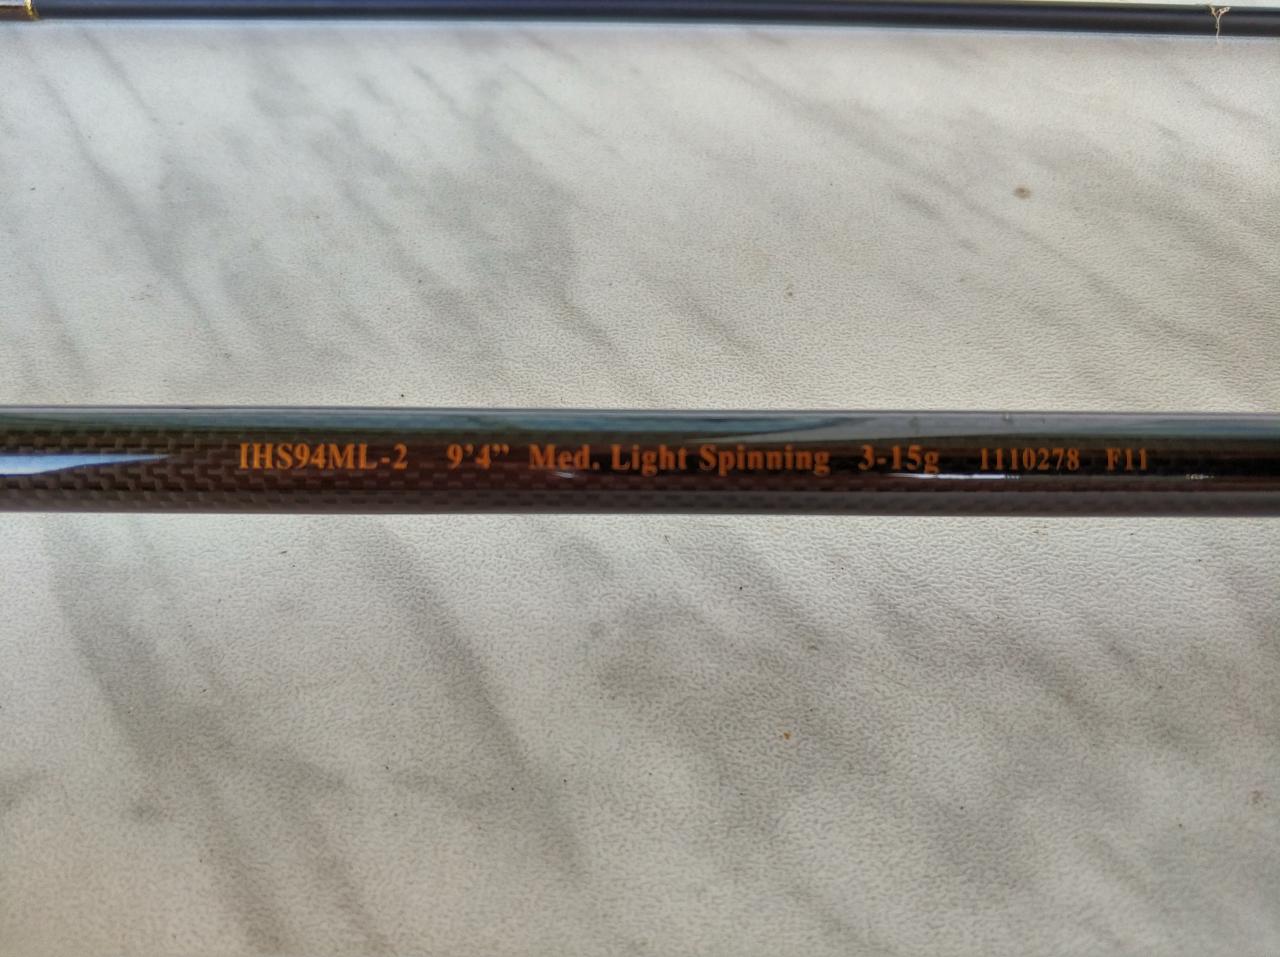 IHS94ML-2 9’4” Med. Light Spinning 3-15g 1110278 F11